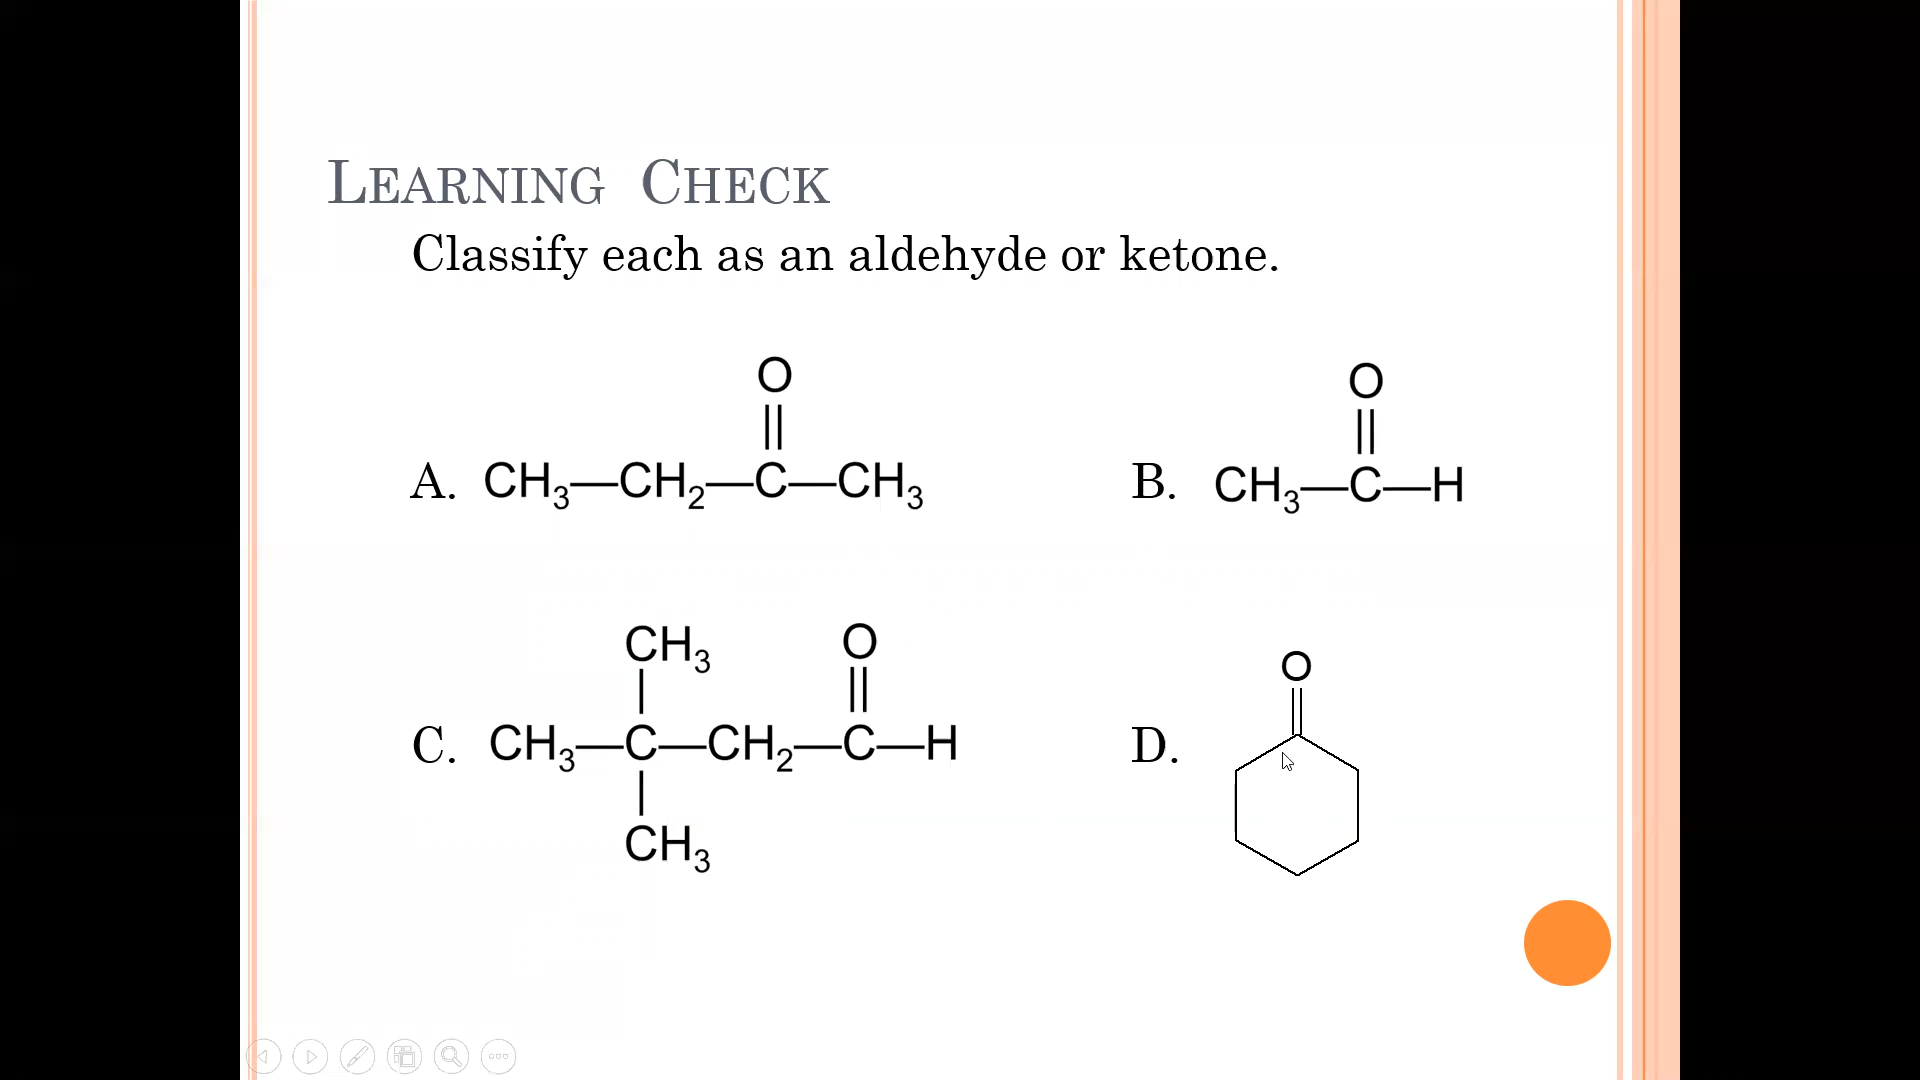 LEARNING CHECK
Classify each as an aldehyde or ketone.
O
A. CH₃—CH₂—C—CH₃
O
B. CH₃—C—H
CH₃ O
C. CH₃—C—CH₂—C—H
CH₃
O
D.